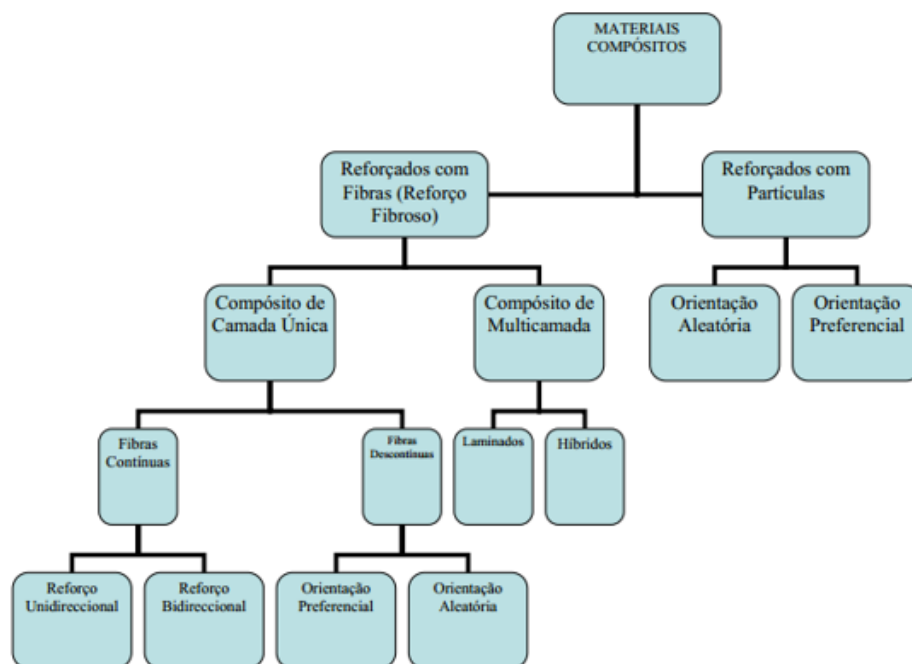 MATERIAIS
COMPÓSITOS
Reforçados com
Fibras (Reforço
Fibroso)
Reforçados com
Partículas
Compósito de
Camada Única
Compósito de
Multicamada
Orientação
Aleatória
Orientação
Preferencial
Fibras
Contínuas
Fibras
Descontínuas
Laminados
Híbridos
Reforço
Unidireccional
Reforço
Bidireccional
Orientação
Preferencial
Orientação
Aleatória